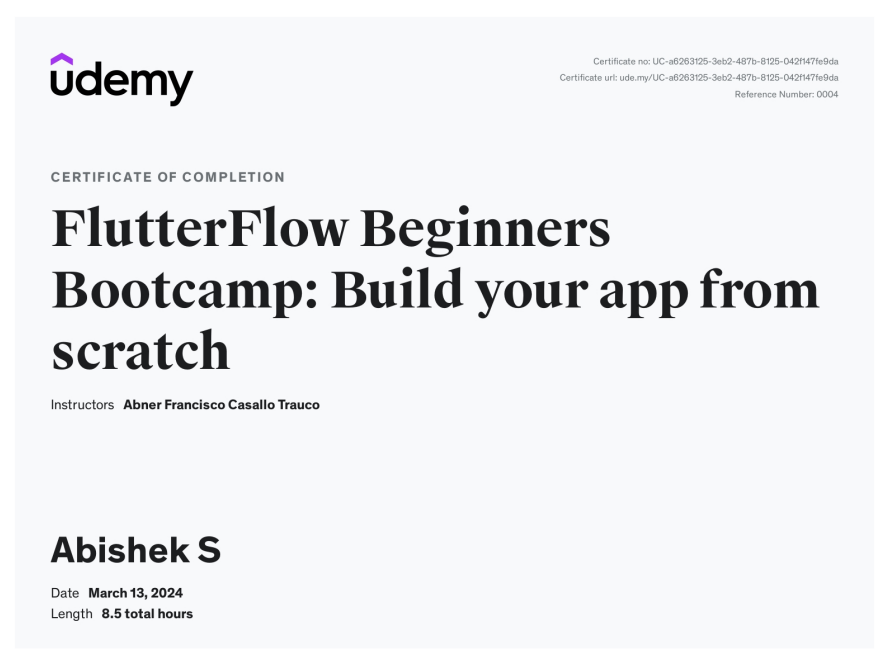 udemy
Certificate no: UC-a6263125-3eb2-487b-8125-042f147fe9da
Certificate url: ude.my/UC-a6263125-3eb2-487b-8125-042f147fe9da
Reference Number: 0004
CERTIFICATE OF COMPLETION
FlutterFlow Beginners
Bootcamp: Build your app from
scratch
Instructors Abner Francisco Casallo Trauco
Abishek S
Date March 13, 2024
Length 8.5 total hours